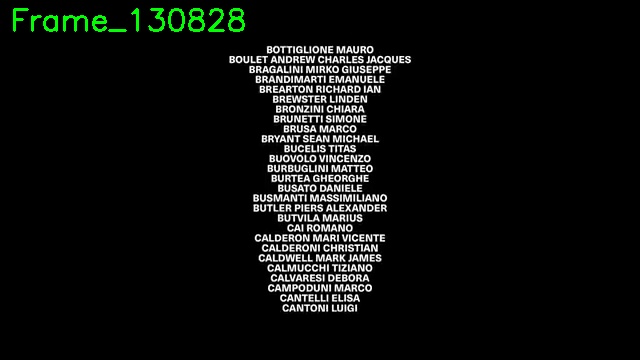 Frame_130828
BOTTIGLIONE MAURO
BOULET ANDREW CHARLES JACQUES
BRAGALINI MIRKO GIUSEPPE
BRANDIMARTI EMANUELE
BREARTON RICHARD IAN
BREWSTER LINDEN
BRONZINI CHIARA
BRUNETTI SIMONE
BRUSA MARCO
BRYANT SEAN MICHAEL
BUCELIS TITAS
BUOVOLO VINCENZO
BURBUGLINI MATTEO
BURTEA GHEORGHE
BUSATO DANIELE
BUSMANTI MASSIMILIANO
BUTLER PIERS ALEXANDER
BUTVILA MARIUS
CAI ROMANO
CALDERON MARI VICENTE
CALDERONI CHRISTIAN
CALDWELL MARK JAMES
CALMUCCHI TIZIANO
CALVARESI DEBORA
CAMPODUNI MARCO
CANTELLI ELISA
CANTONI LUIGI